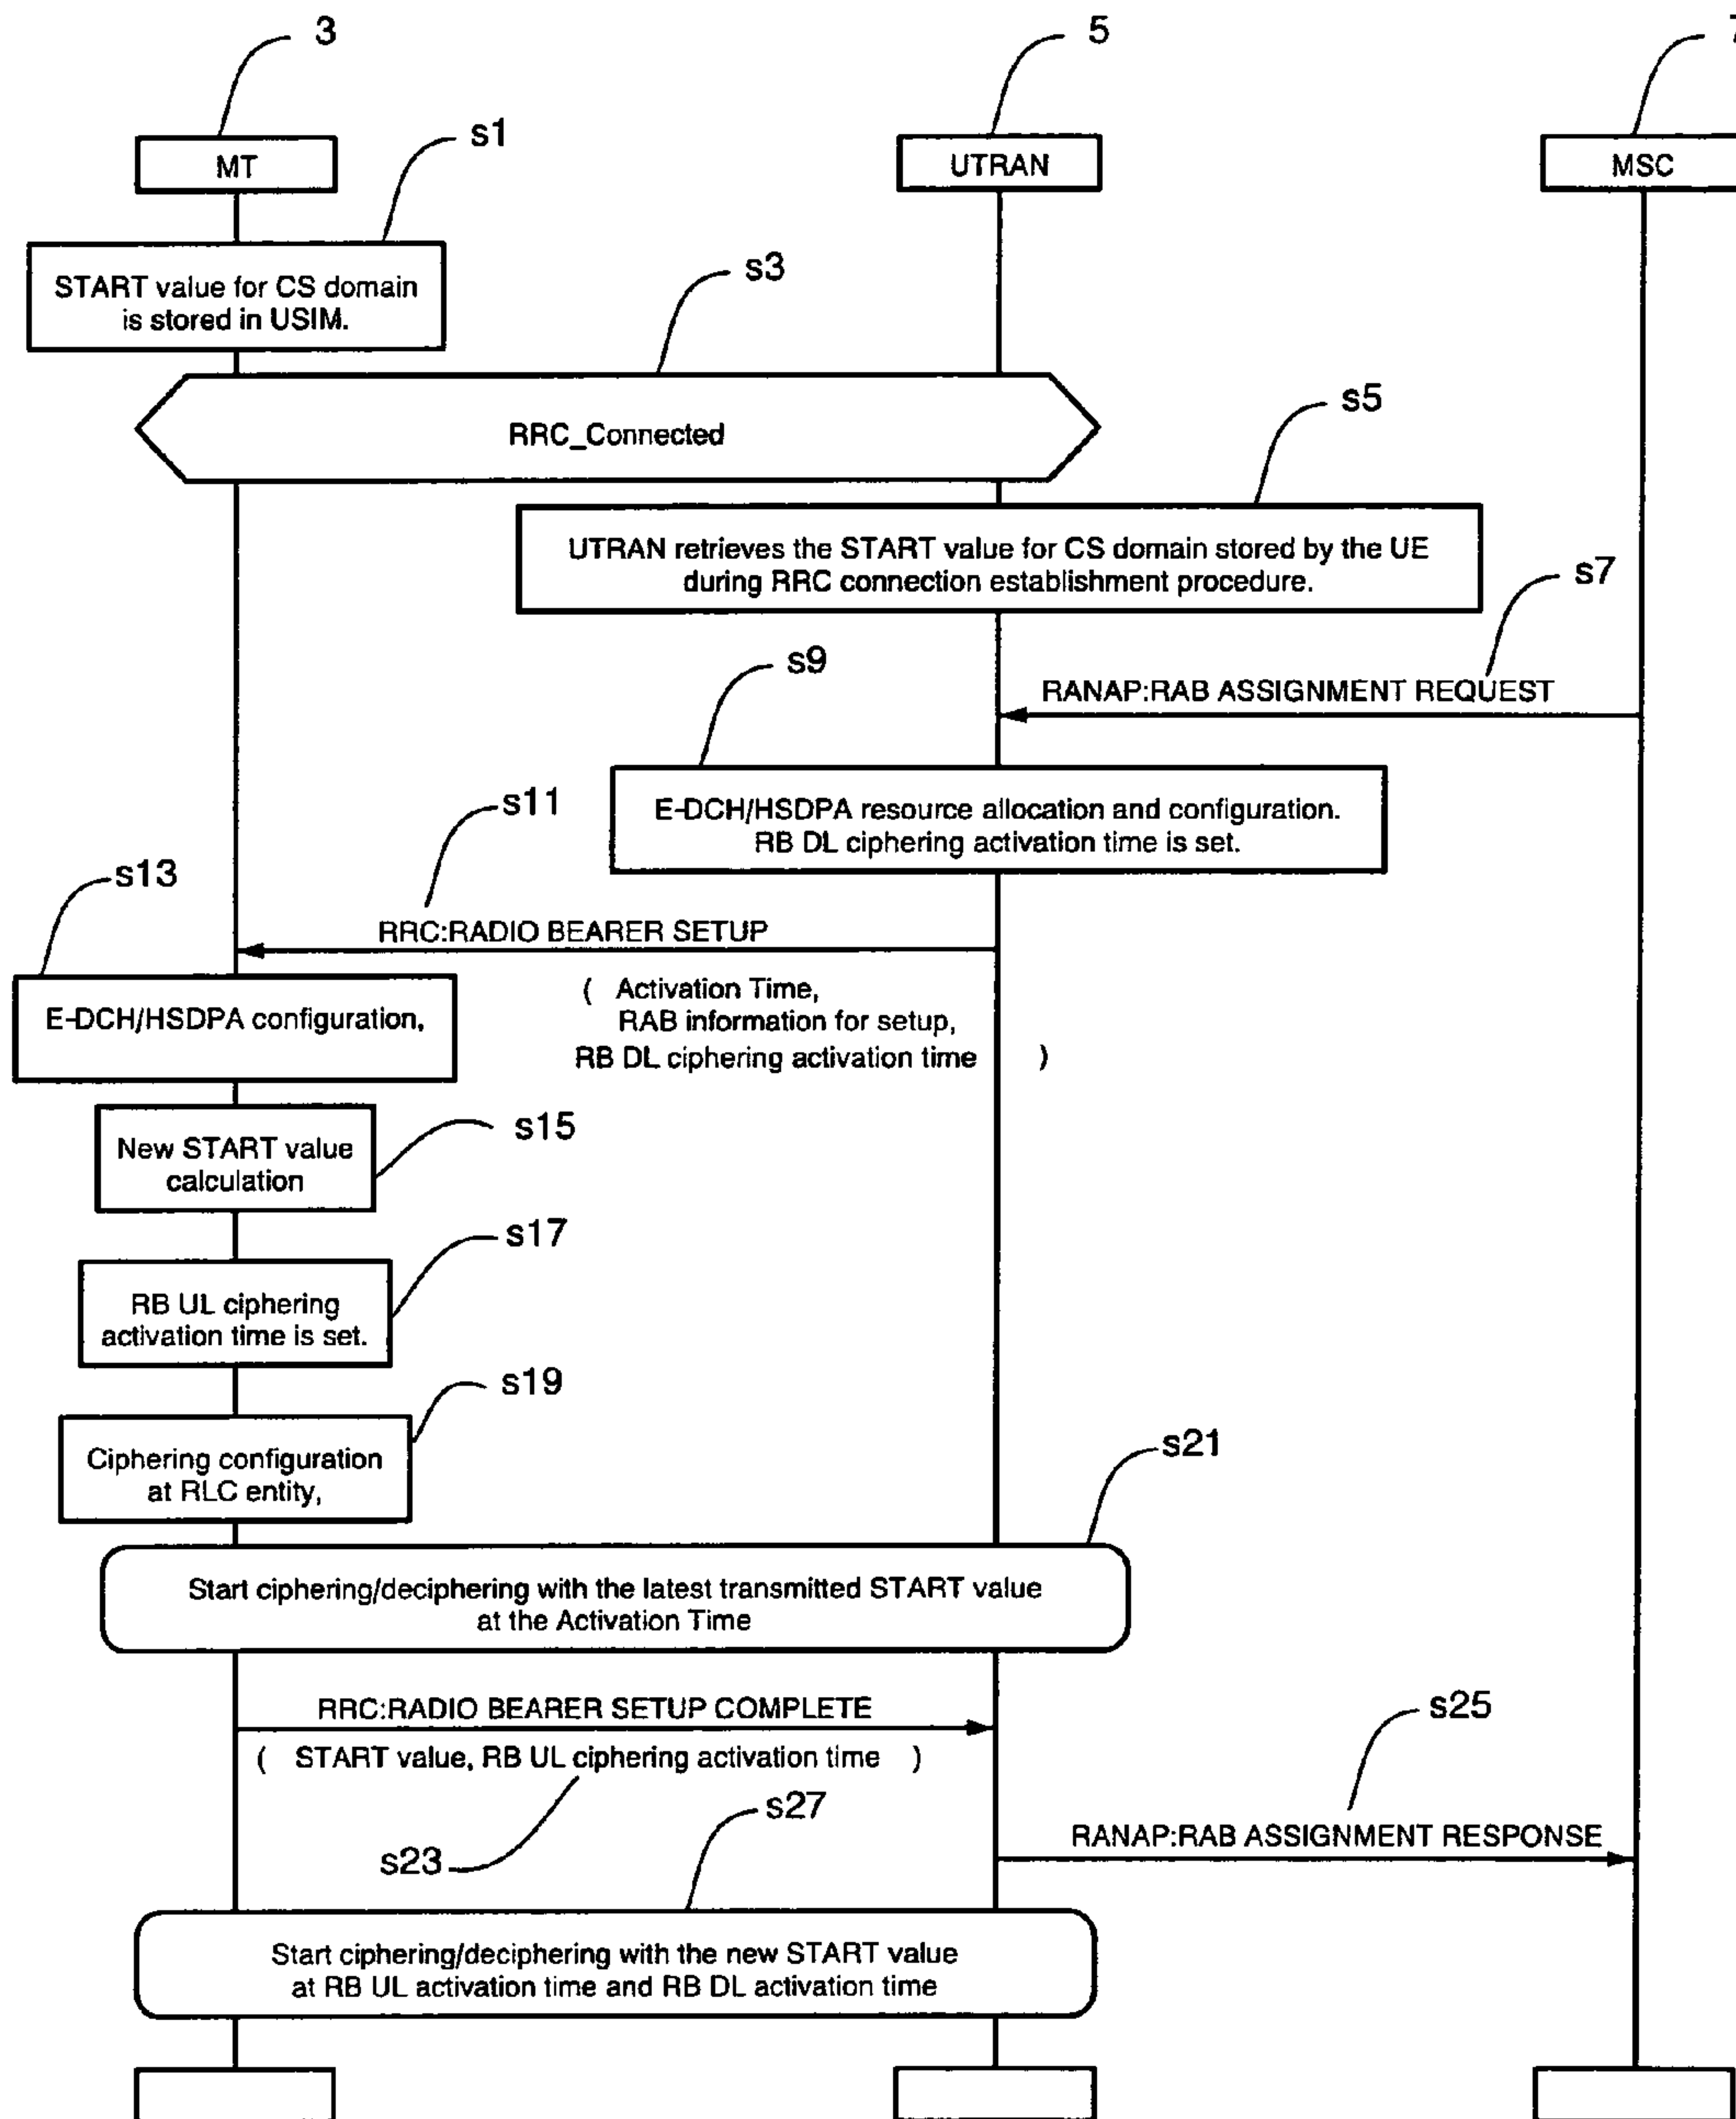 3
5
7
s1
MT
UTRAN
MSC
START value for CS domain
is stored in USIM.
s3
RRC_Connected
s5
UTRAN retrieves the START value for CS domain stored by the UE
during RRC connection establishment procedure.
s7
RANAP:RAB ASSIGNMENT REQUEST
s9
E-DCH/HSDPA resource allocation and configuration.
RB DL ciphering activation time is set.
s11
RRC:RADIO BEARER SETUP
( Activation Time,
RAB information for setup,
RB DL ciphering activation time )
s13
E-DCH/HSDPA configuration,
s15
New START value
calculation
s17
RB UL ciphering
activation time is set.
s19
Ciphering configuration
at RLC entity,
s21
Start ciphering/deciphering with the latest transmitted START value
at the Activation Time
RRC:RADIO BEARER SETUP COMPLETE
( START value, RB UL ciphering activation time )
s23
s25
RANAP:RAB ASSIGNMENT RESPONSE
s27
Start ciphering/deciphering with the new START value
at RB UL activation time and RB DL activation time